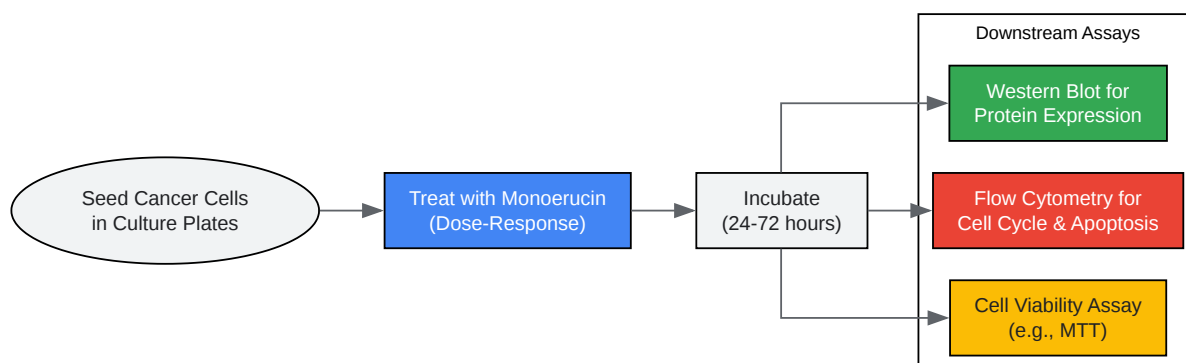 Seed Cancer Cells
in Culture Plates
Treat with Monoerucin
(Dose-Response)
Incubate
(24-72 hours)
Downstream Assays
Western Blot for
Protein Expression
Flow Cytometry for
Cell Cycle & Apoptosis
Cell Viability Assay
(e.g., MTT)